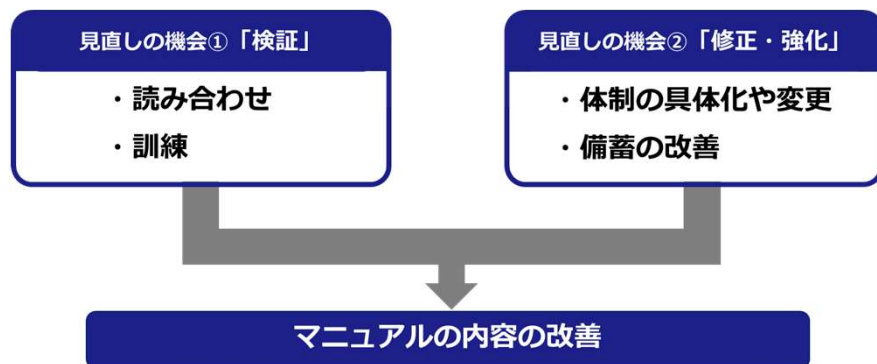 見直しの機会①「検証」
・読み合わせ
・訓練
見直しの機会②「修正・強化」
・体制の具体化や変更
・備蓄の改善
マニュアルの内容の改善